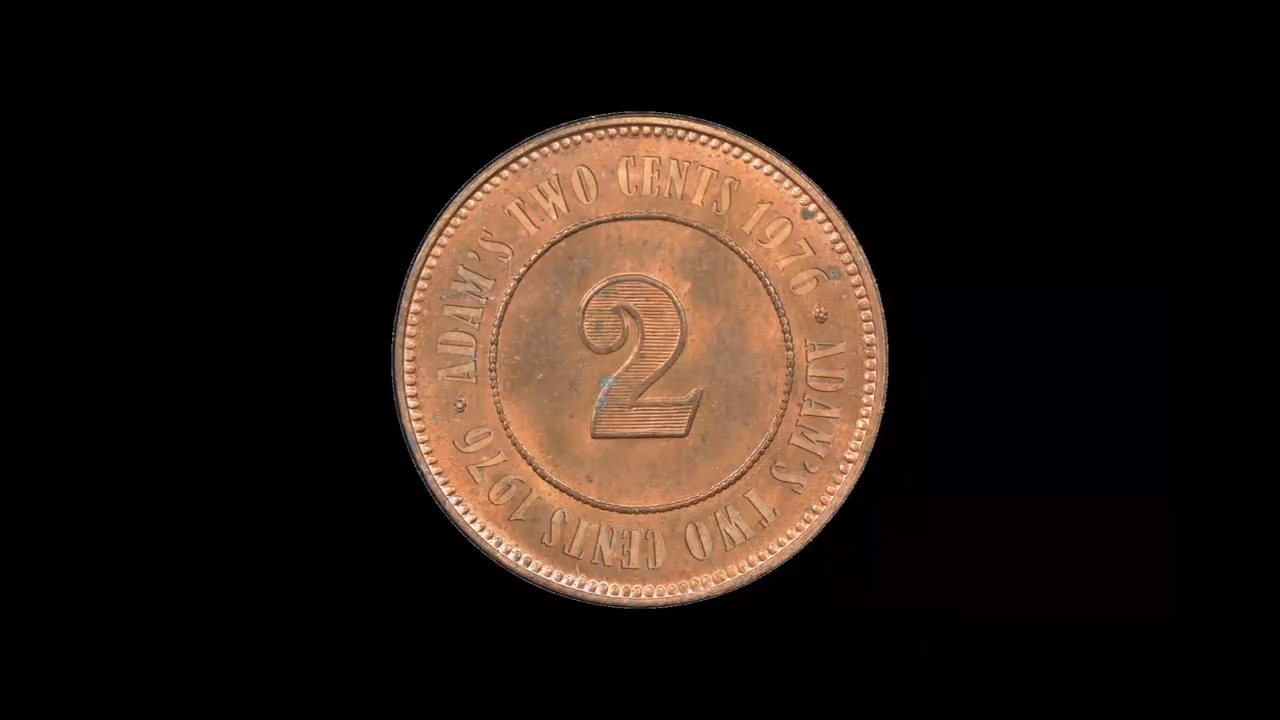 ADAM'S TWO CENTS 1976 • ADAM'S TWO CENTS 1976 •
2